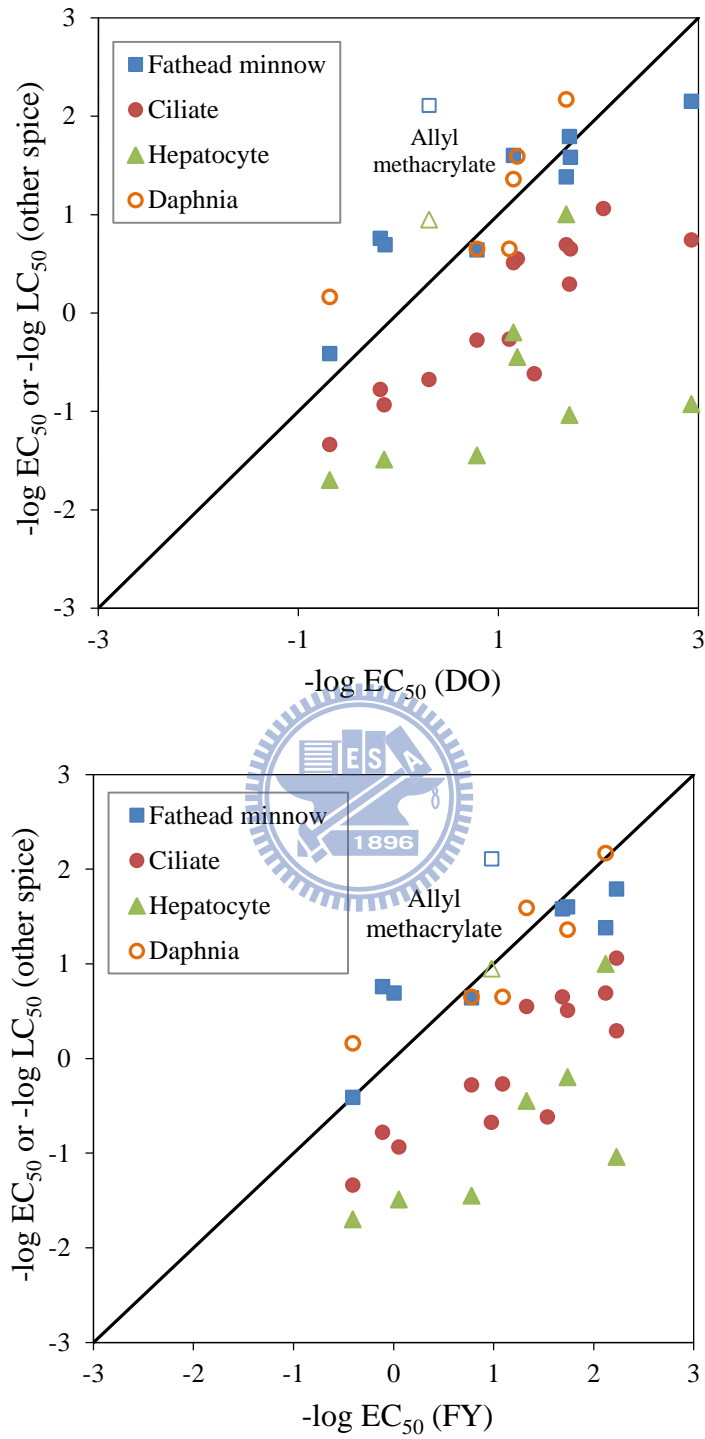 3
2
1
0
-1
-2
-3
-3
-1
1
3
Fathead minnow
Ciliate
Hepatocyte
Daphnia
Allyl
methacrylate
-log EC50 or -log LC50 (other spice)
-log EC50 (DO)
3
2
1
0
-1
-2
-3
-3
-2
-1
0
1
2
3
Fathead minnow
Ciliate
Hepatocyte
Daphnia
Allyl
methacrylate
E S A
1896
-log EC50 or -log LC50 (other spice)
-log EC50 (FY)